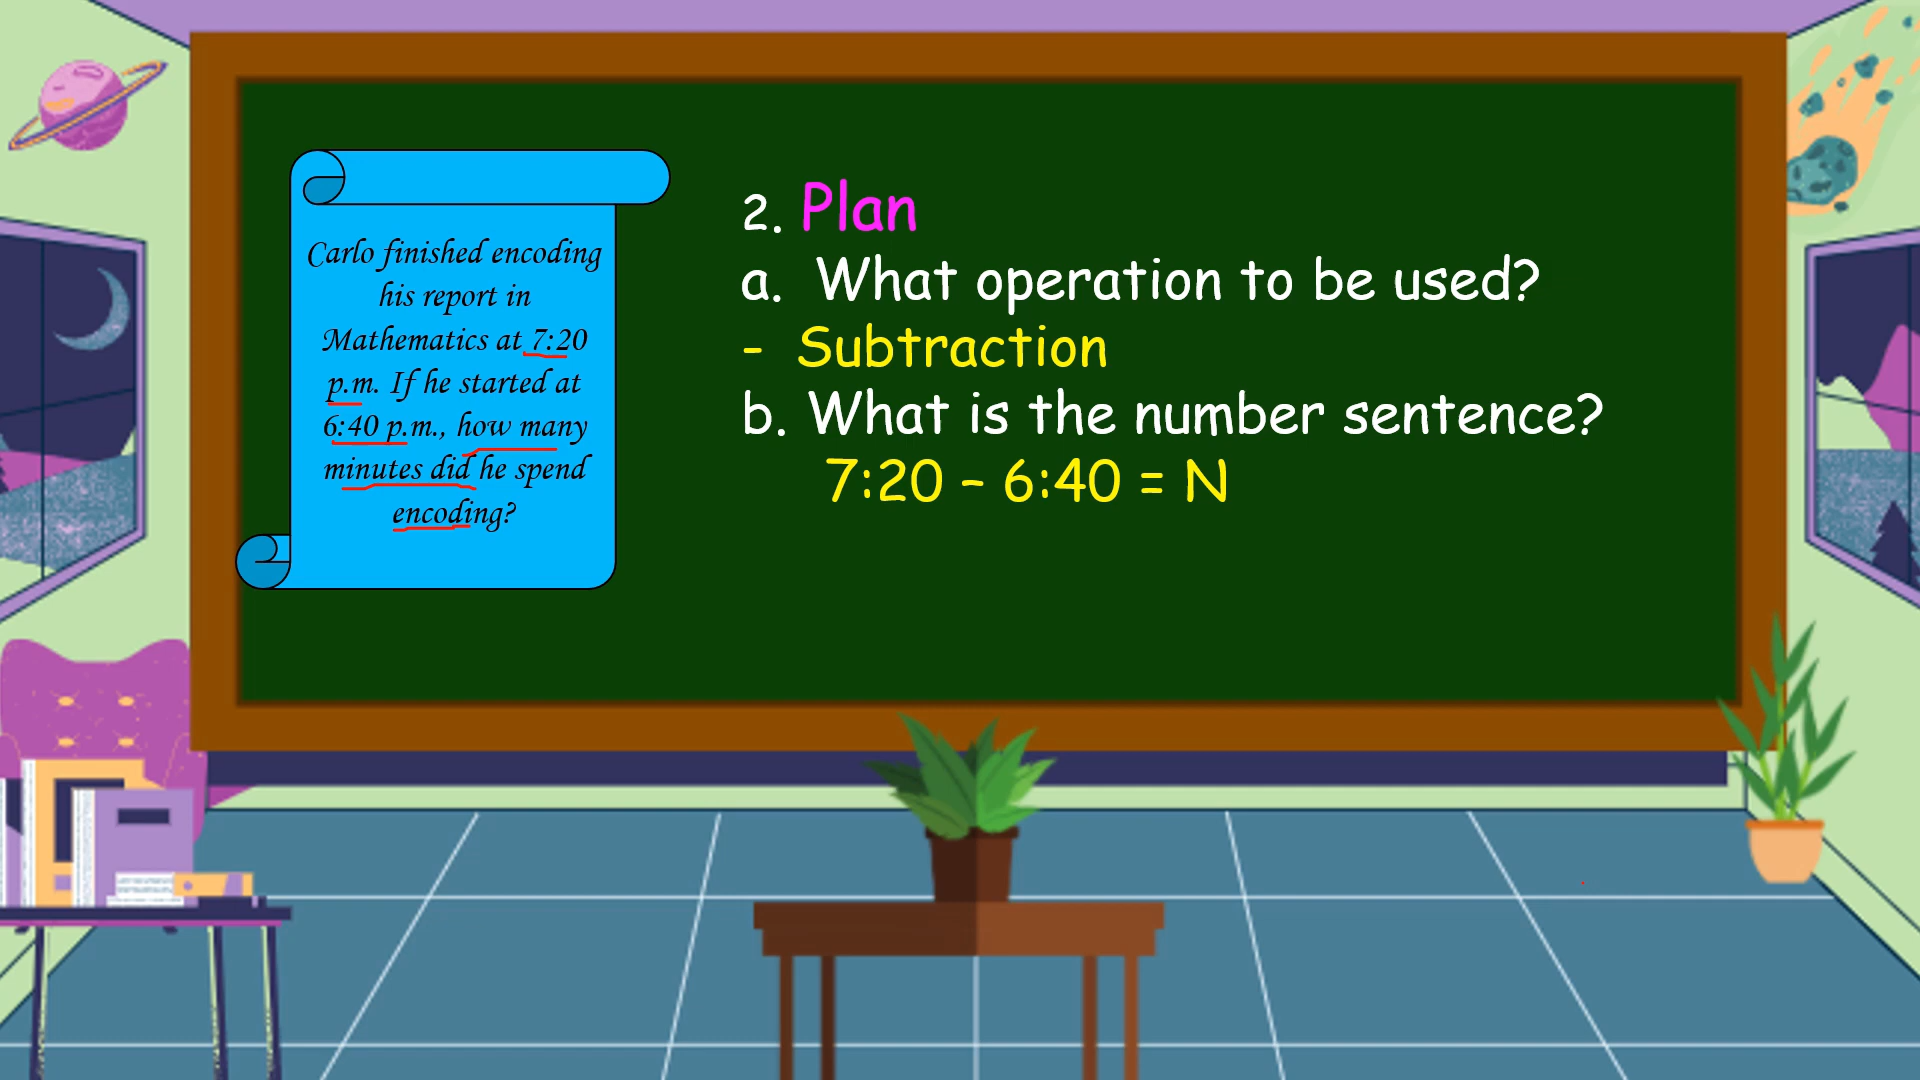 Carlo finished encoding
his report in
Mathematics at 7:20
p.m. If he started at
6:40 p.m., how many
minutes did he spend
encoding?
2. Plan
a. What operation to be used?
- Subtraction
b. What is the number sentence?
7:20 – 6:40 = N